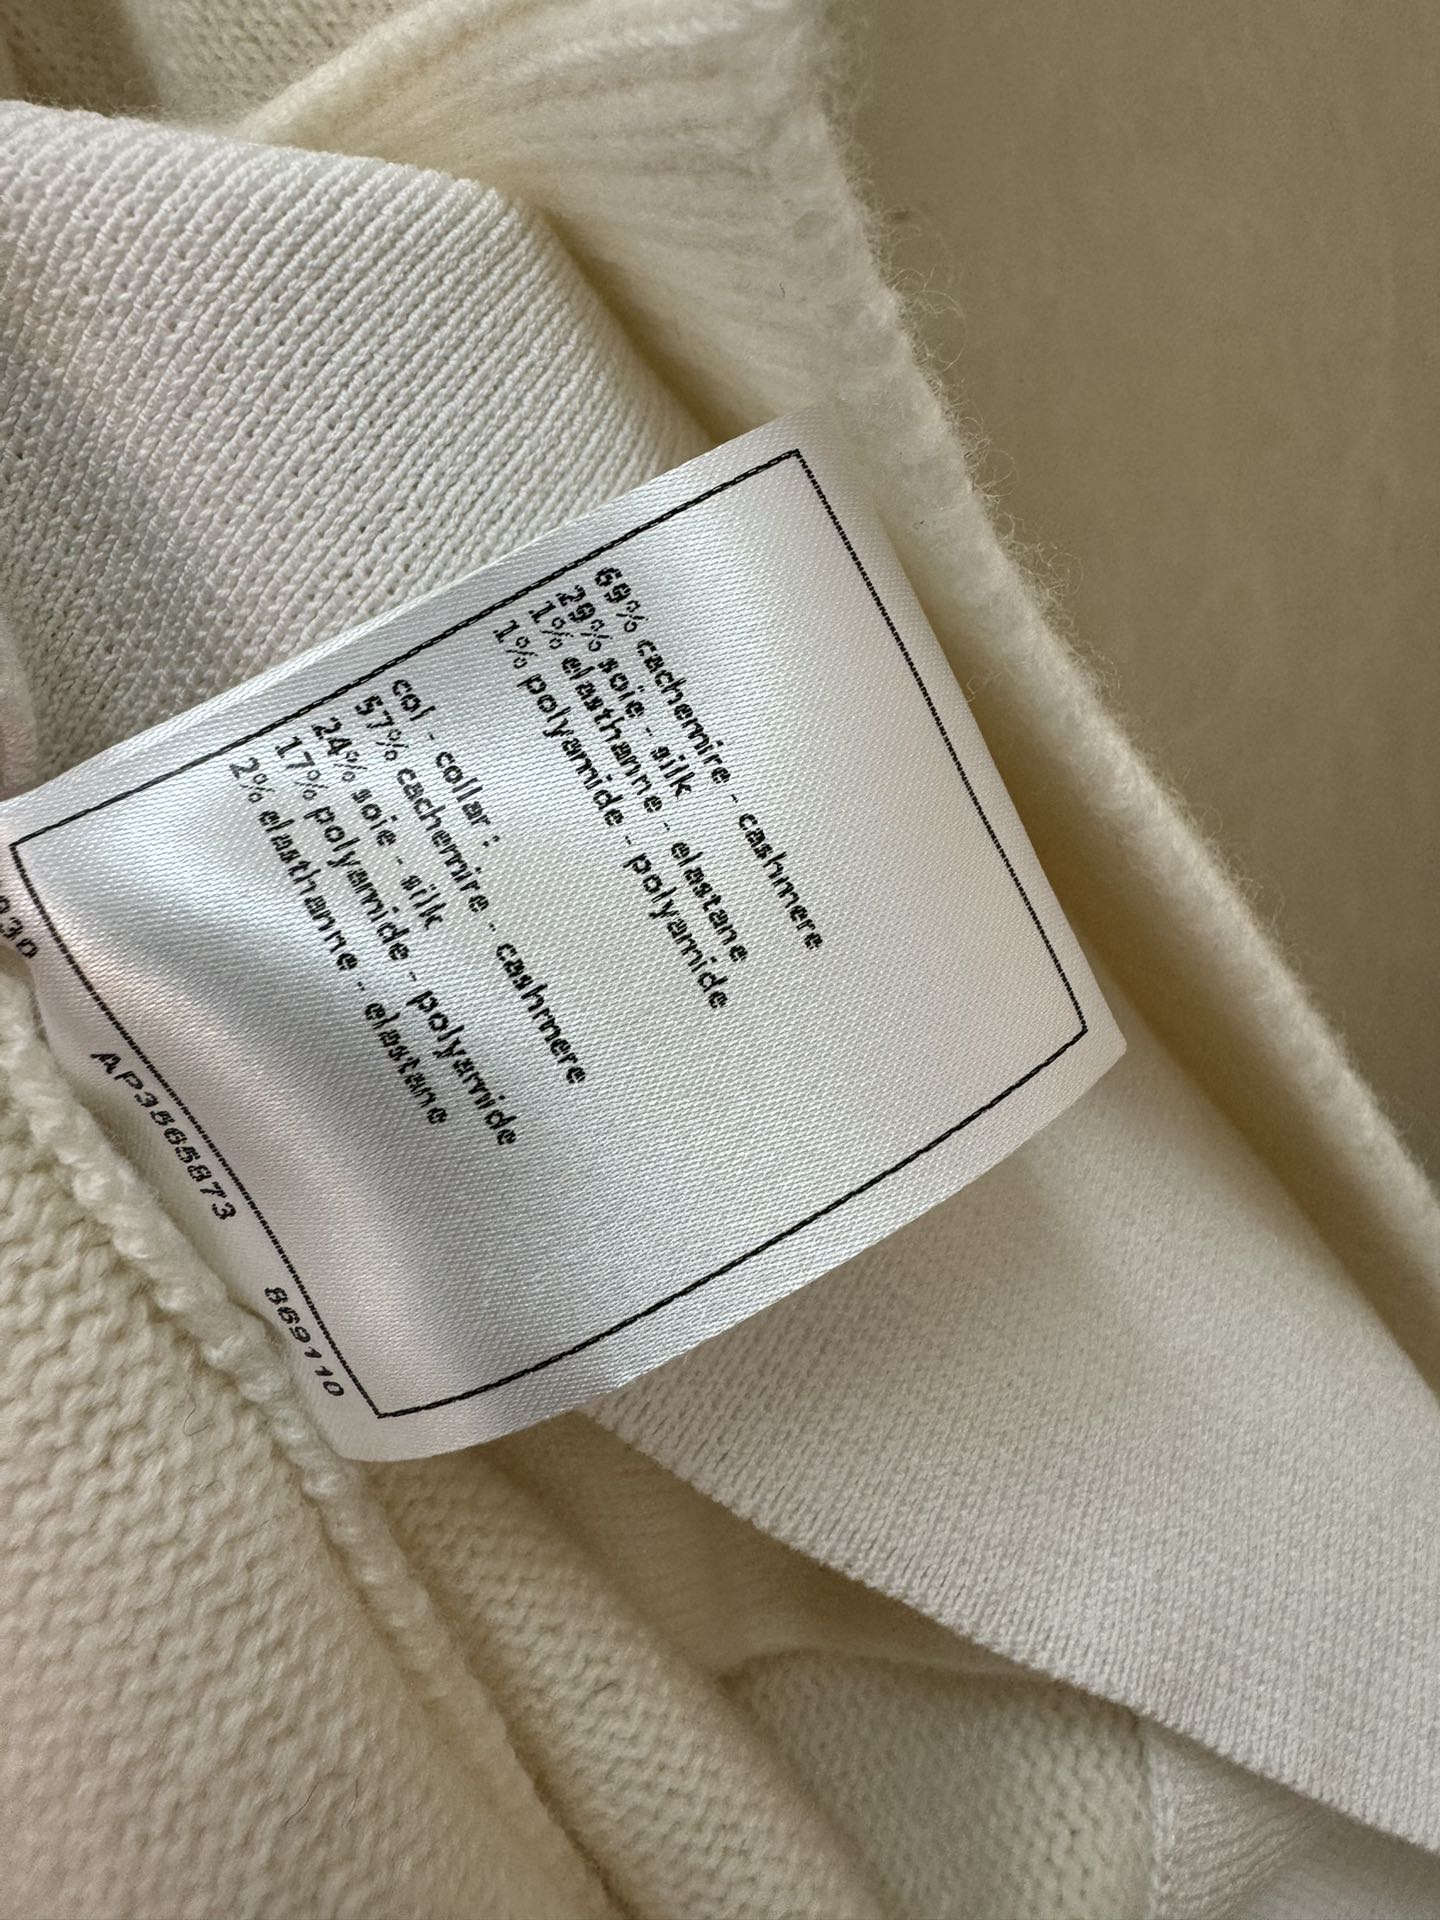 69% cachemire - cashmere
29% soie - silk
1% elasthanne - elastane
1% polyamide - polyamide
col - collar :
57% cachemire - cashmere
24% soie - silk
17% polyamide - polyamide
2% elasthanne - elastane
AP3865873
869110